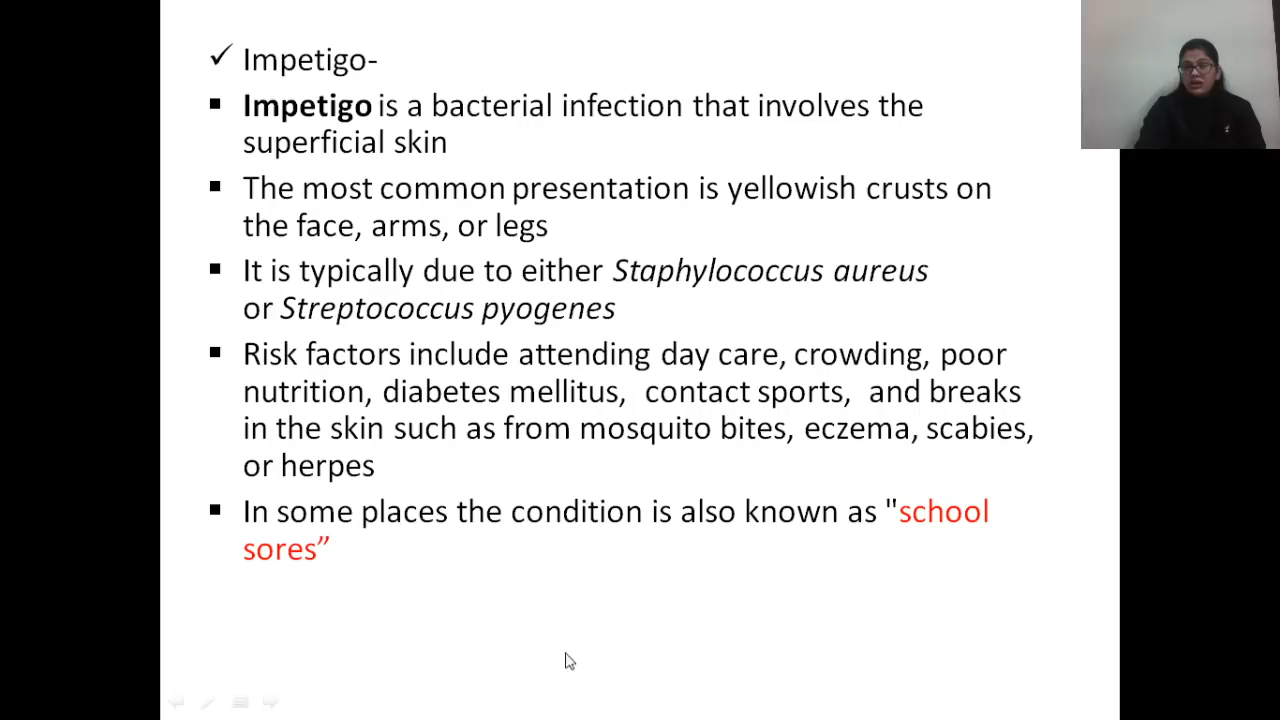 ✓ Impetigo-
▪ Impetigo is a bacterial infection that involves the
superficial skin
▪ The most common presentation is yellowish crusts on
the face, arms, or legs
▪ It is typically due to either Staphylococcus aureus
or Streptococcus pyogenes
▪ Risk factors include attending day care, crowding, poor
nutrition, diabetes mellitus,  contact sports,  and breaks
in the skin such as from mosquito bites, eczema, scabies,
or herpes
▪ In some places the condition is also known as "school
sores”